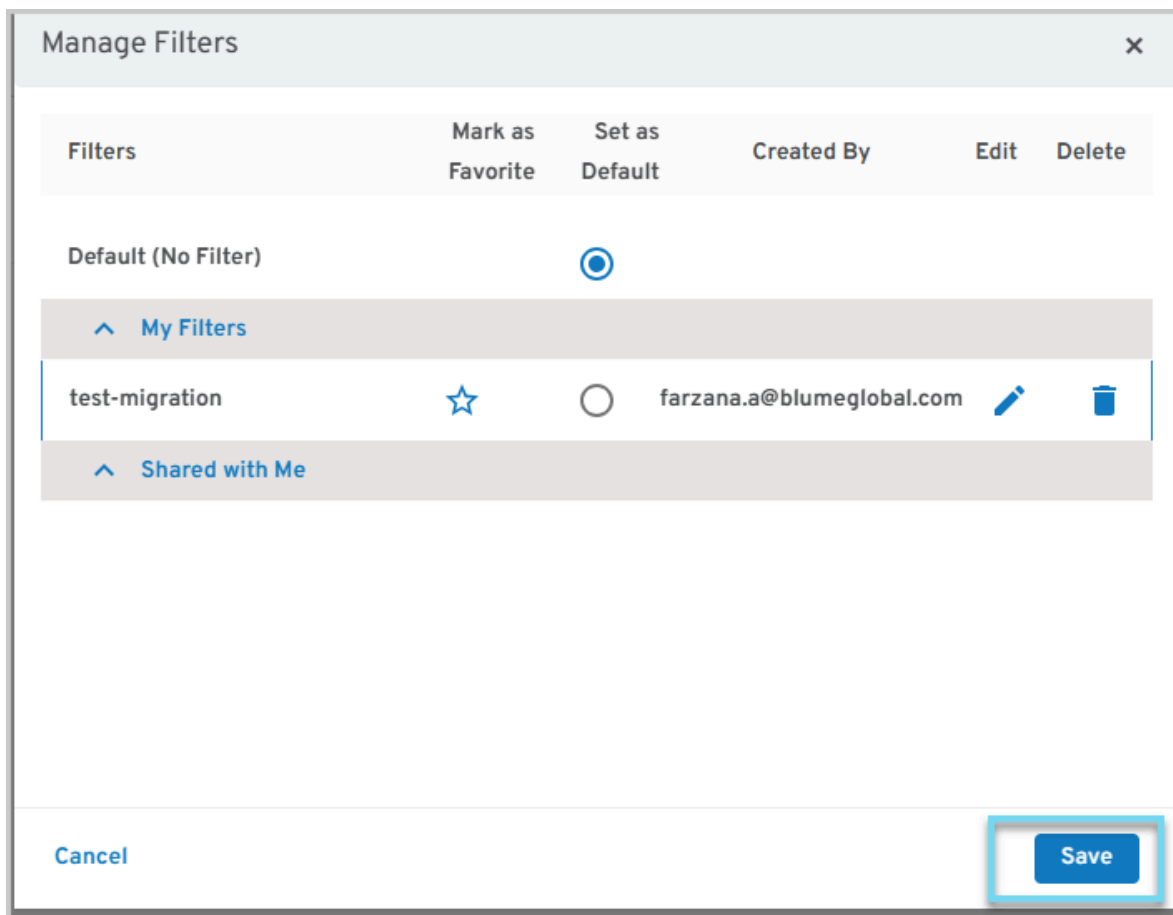 Manage Filters
Filters Mark as Favorite Set as Default Created By Edit Delete
Default (No Filter)
My Filters
test-migration farzana.a@blumeglobal.com
Shared with Me
Cancel Save